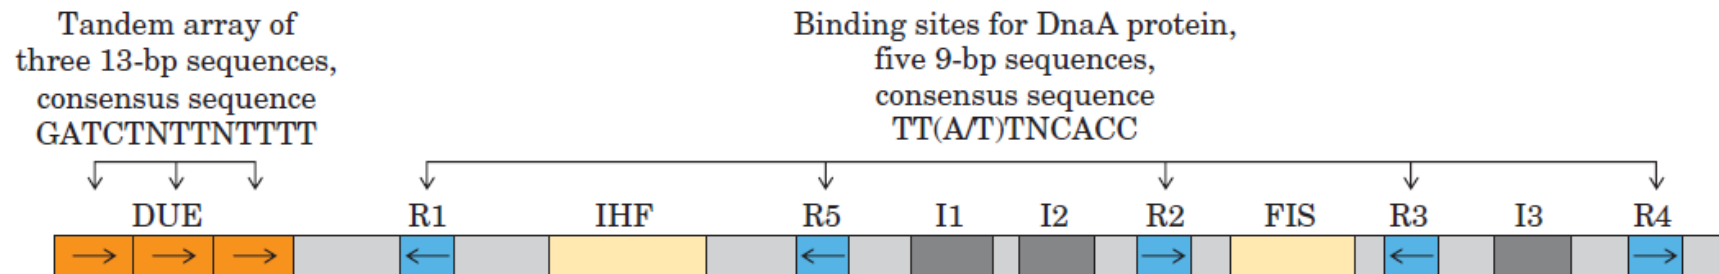 Tandem array of
three 13-bp sequences,
consensus sequence
GATCTNTTNTTTT
Binding sites for DnaA protein,
five 9-bp sequences,
consensus sequence
TT(A/T)TNCACC
DUE R1 IHF R5 I1 I2 R2 FIS R3 I3 R4